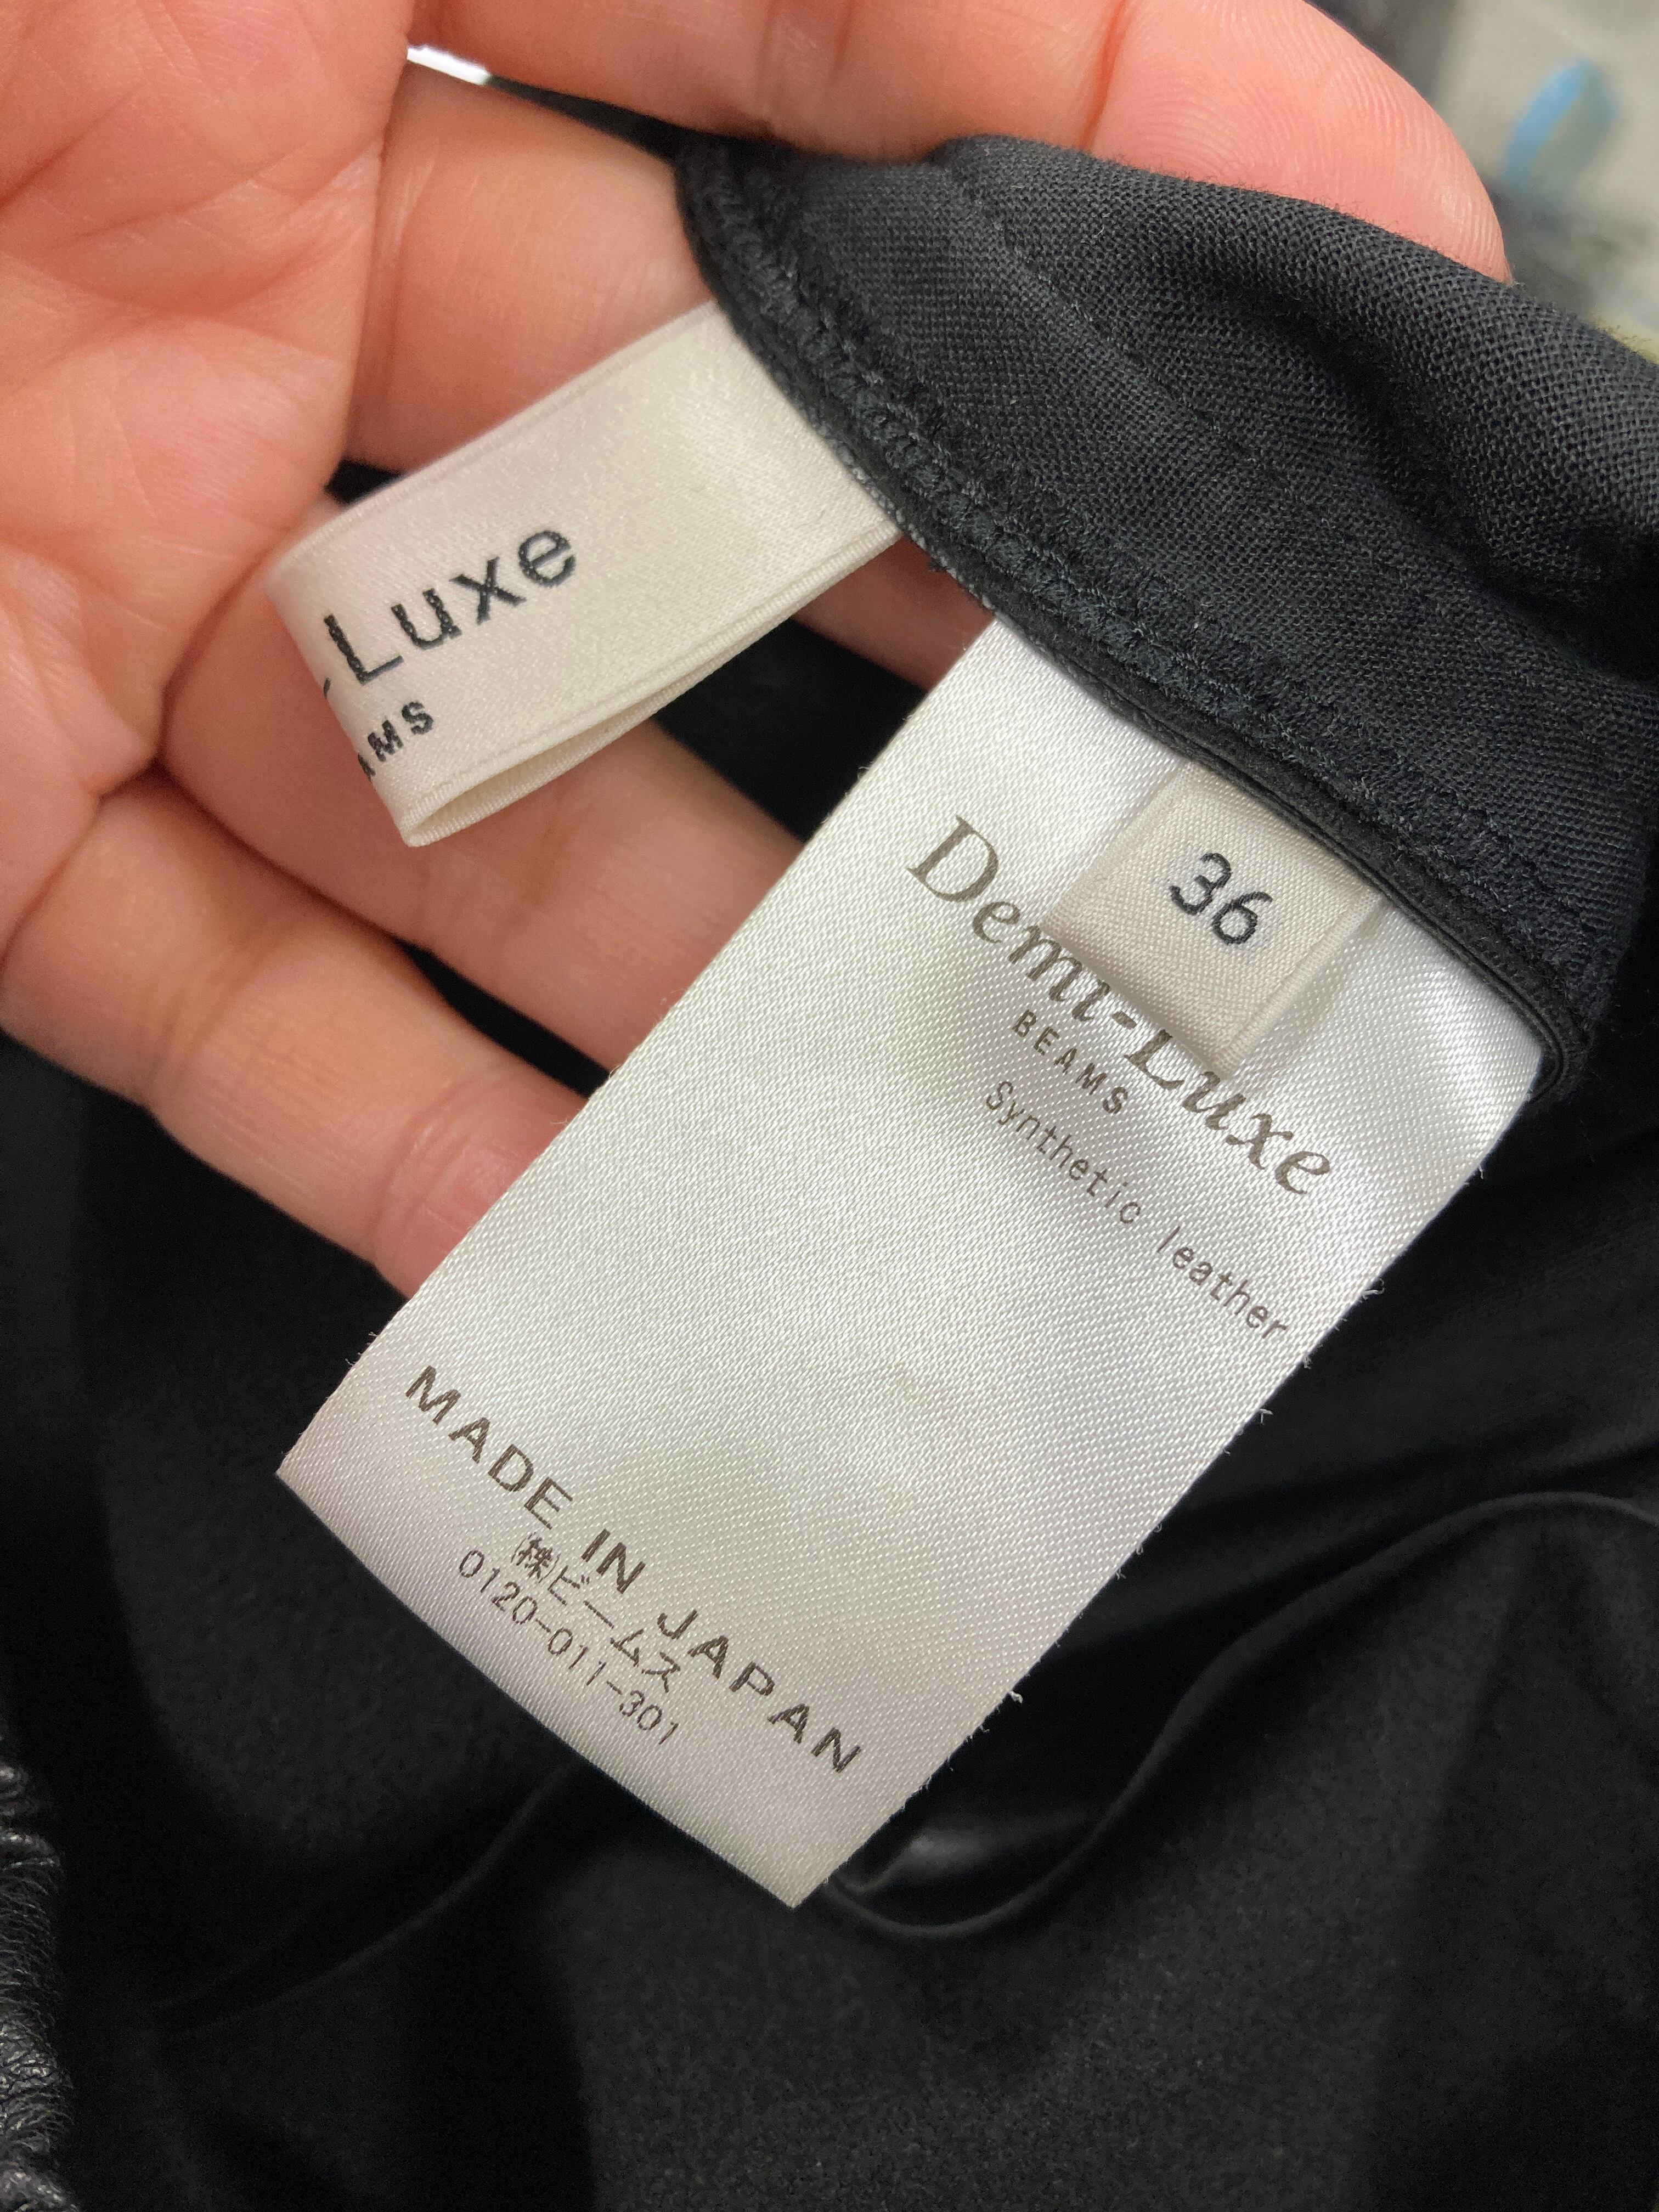 -Luxe
AMS
36
Demi-Luxe
BEAMS
Synthetic leather
MADE IN JAPAN
㈱ビームス
0120-011-301